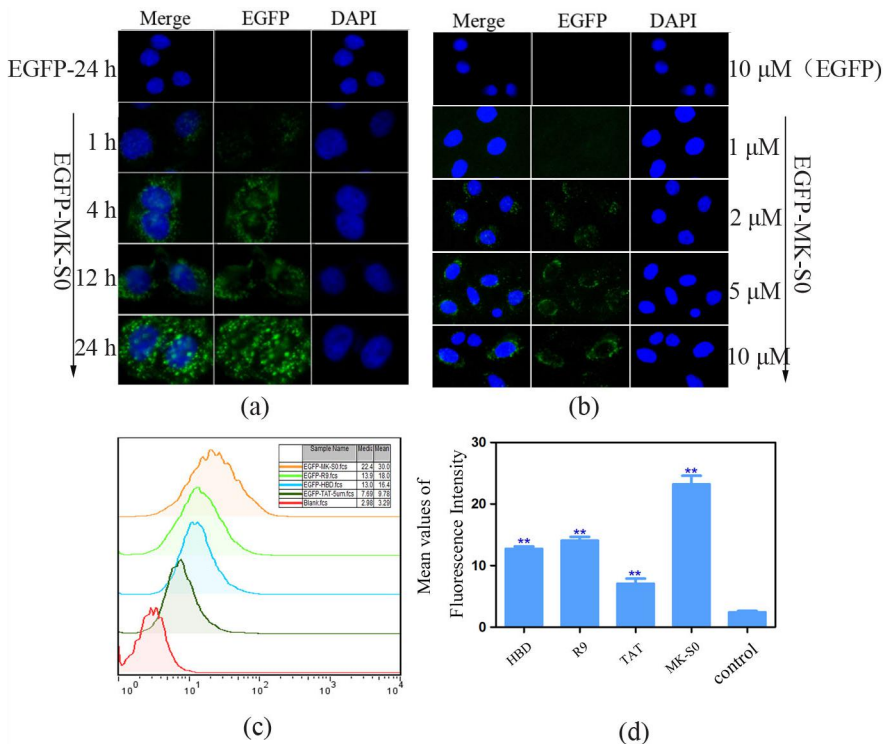 Merge EGFP DAPI
EGFP-24 h
1 h
4 h
12 h
24 h
EGFP-MK-S0
(a)
Merge EGFP DAPI
10 μM（EGFP)
1 μM
2 μM
5 μM
10 μM
EGFP-MK-S0
(b)
Sample Name Media Mean
EGFP-MK-S0.fcs 22.4 30.0
EGFP-R9.fcs 13.9 18.0
EGFP-HBD.fcs 13.0 16.4
EGFP-TAT-5um.fcs 7.69 9.78
Blank.fcs 2.98 3.29
10⁰ 10¹ 10² 10³ 10⁴
(c)
Mean values of
Fluorescence Intensity
30
20
10
0
** ** ** **
HBD R9 TAT MK-S0 control
(d)